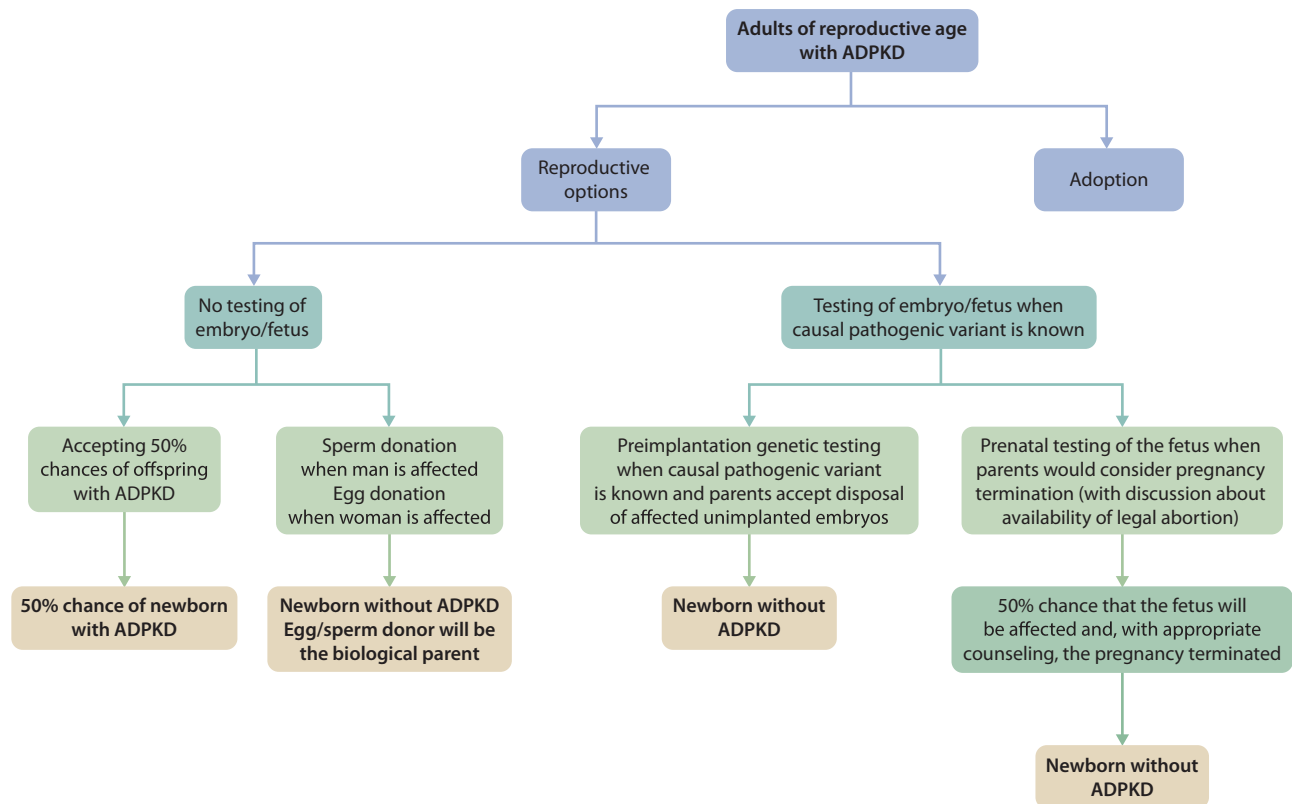 Adults of reproductive age
with ADPKD
Reproductive
options
Adoption
No testing of
embryo/fetus
Testing of embryo/fetus when
causal pathogenic variant is known
Accepting 50%
chances of offspring
with ADPKD
Sperm donation
when man is affected
Egg donation
when woman is affected
Preimplantation genetic testing
when causal pathogenic variant
is known and parents accept disposal
of affected unimplanted embryos
Prenatal testing of the fetus when
parents would consider pregnancy
termination (with discussion about
availability of legal abortion)
50% chance of newborn
with ADPKD
Newborn without ADPKD
Egg/sperm donor will be
the biological parent
Newborn without
ADPKD
50% chance that the fetus will
be affected and, with appropriate
counseling, the pregnancy terminated
Newborn without
ADPKD